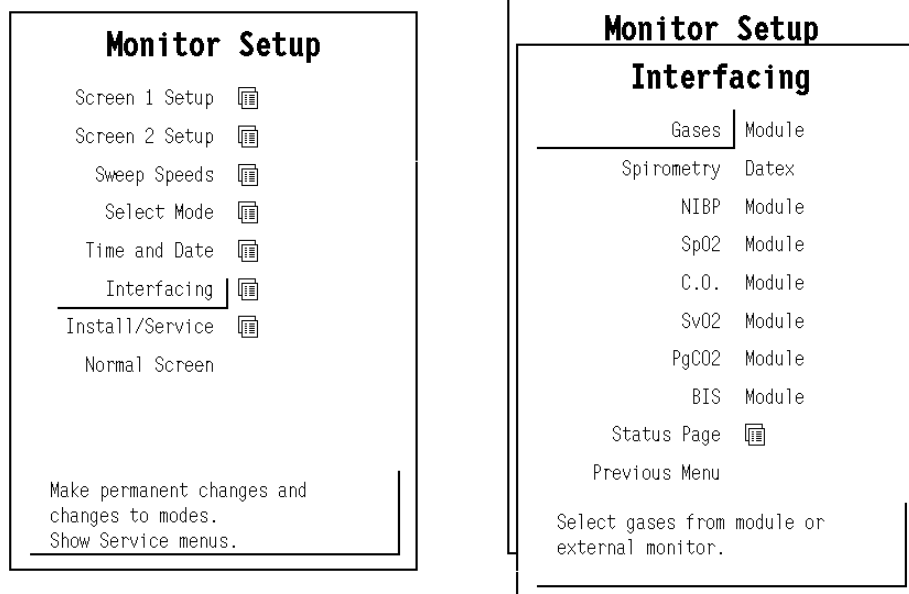 Monitor Setup
Screen 1 Setup
Screen 2 Setup
Sweep Speeds
Select Mode
Time and Date
Interfacing
Install/Service
Normal Screen
Make permanent changes and
changes to modes.
Show Service menus.
Monitor Setup
Interfacing
Gases Module
Spirometry Datex
NIBP Module
SpO2 Module
C.O. Module
SvO2 Module
PgCO2 Module
BIS Module
Status Page
Previous Menu
Select gases from module or
external monitor.